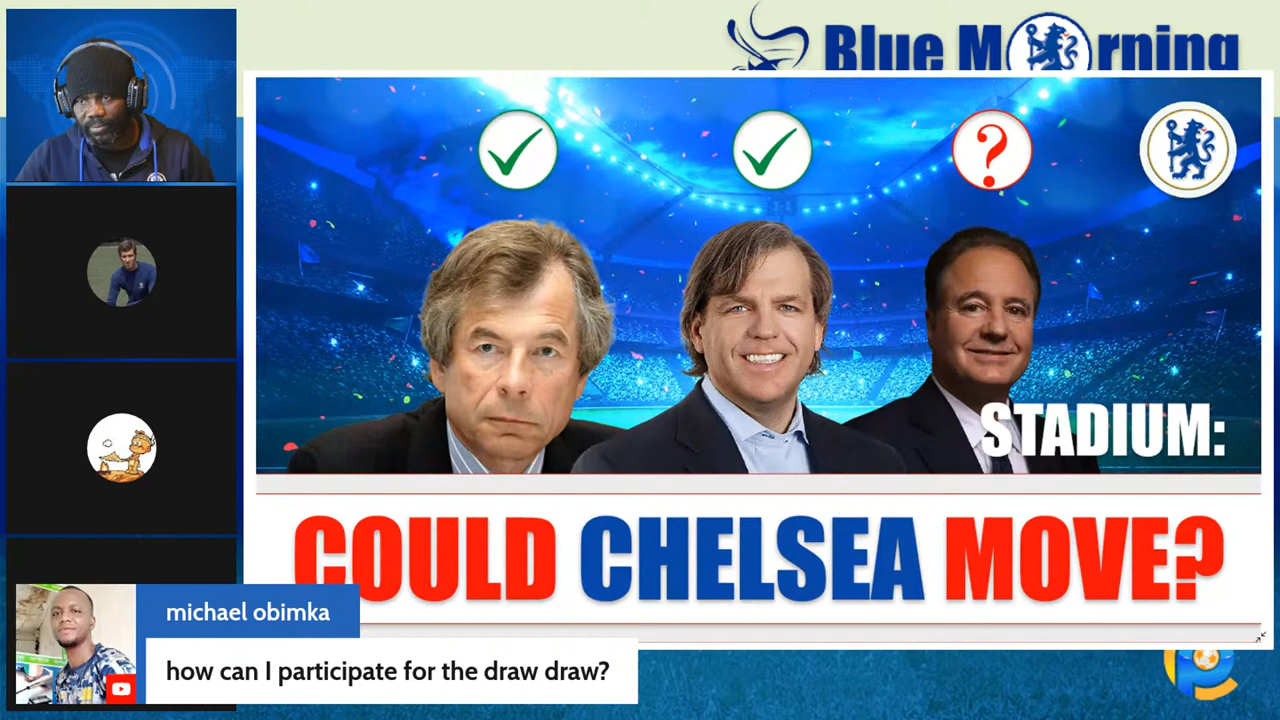 Blue Morning
STADIUM:
COULD CHELSEA MOVE?
michael obimka
how can I participate for the draw draw?